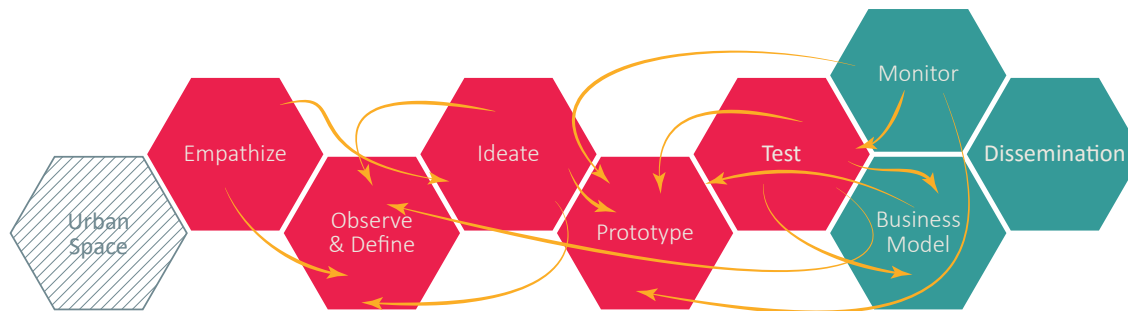 Urban
Space
Empathize
Observe
& Define
Ideate
Prototype
Test
Monitor
Business
Model
Dissemination